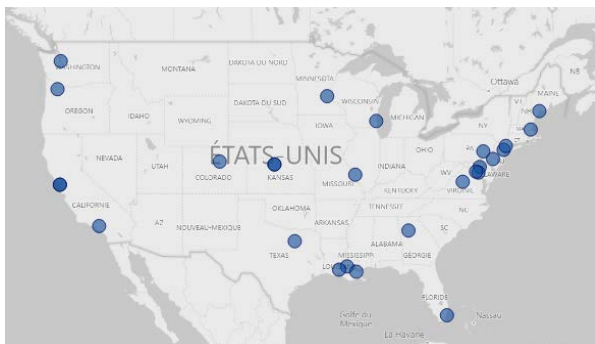 WASHINGTON
MONTANA
DAKOTA DU NORD
MINNESOTA
Ottawa
NB
MAINE
VT
NH
OREGON
IDAHO
WYOMING
DAKOTA DU SUD
WISCONSIN
MICHIGAN
NY
IOWA
ÉTATS-UNIS
NEVADA
UTAH
COLORADO
KANSAS
MISSOURI
INDIANA
OHIO
PA
WV
DELAWARE
VIRGINIE
KENTUCKY
CALIFORNIE
AZ
NOUVEAU-MEXIQUE
OKLAHOMA
ARKANSAS
TENNESSEE
NC
SC
TEXAS
MISSISSIPPI
ALABAMA
GEORGIE
FLORIDE
Golfe du
Mexique
Nassau
La Havane